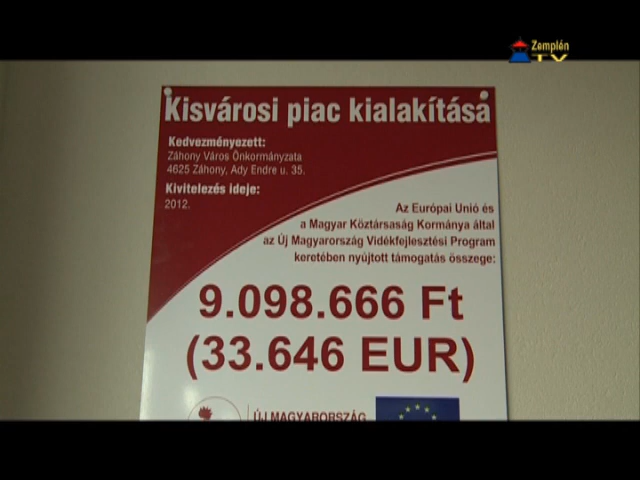 Zemplén
TV
Kisvárosi piac kialakítása
Kedvezményezett:
Záhony Város Önkormányzata
4625 Záhony, Ady Endre u. 35.
Kivitelezés ideje:
2012.
Az Európai Unió és
a Magyar Köztársaság Kormánya által
az Új Magyarország Vidékfejlesztési Program
keretében nyújtott támogatás összege:
9.098.666 Ft
(33.646 EUR)
ÚJ MAGYARORSZÁG